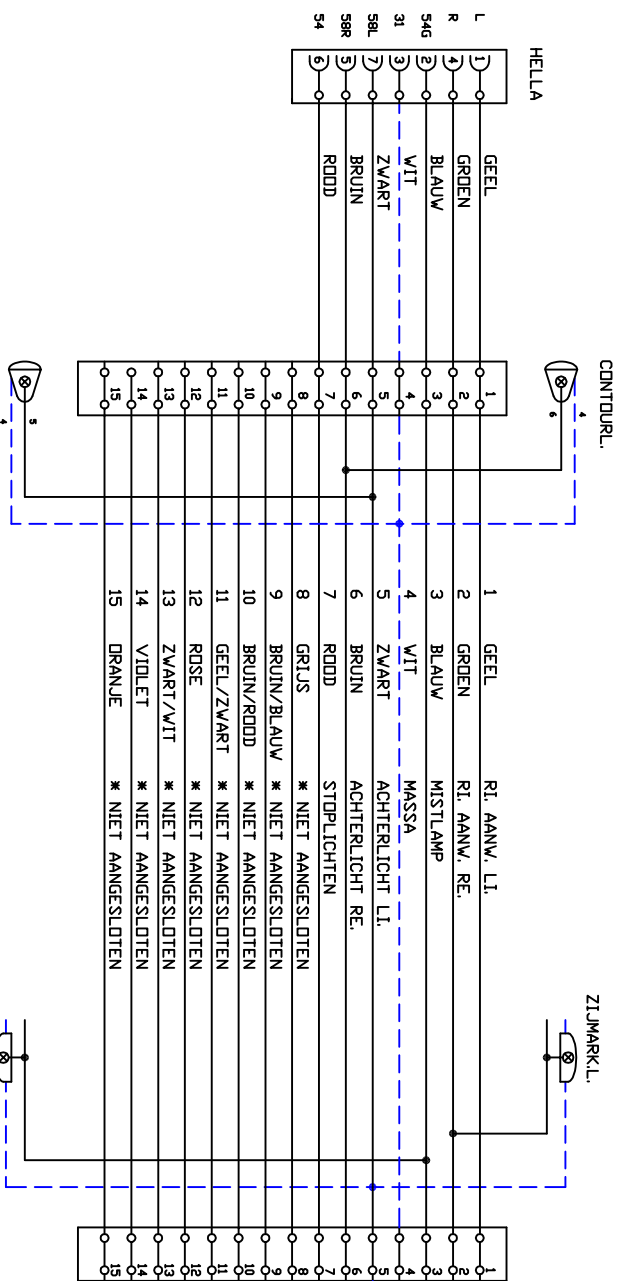 HELLA
L 1 GEEL
R 4 GROEN
54G 2 BLAUW
31 3 WIT
58L 7 ZWART
58R 5 BRUIN
54 6 ROOD
CONTOURL.
4
6
5
4
1
2
3
4
5
6
7
8
9
10
11
12
13
14
15
1 GEEL RI. AANW. LI.
2 GROEN RI. AANW. RE.
3 BLAUW MISTLAMP
4 WIT MASSA
5 ZWART ACHTERLICHT LI.
6 BRUIN ACHTERLICHT RE.
7 ROOD STOPLICHTEN
8 GRIJS * NIET AANGESLOTEN
9 BRUIN/BLAUW * NIET AANGESLOTEN
10 BRUIN/ROOD * NIET AANGESLOTEN
11 GEEL/ZWART * NIET AANGESLOTEN
12 ROSE * NIET AANGESLOTEN
13 ZWART/WIT * NIET AANGESLOTEN
14 VIOLET * NIET AANGESLOTEN
15 ORANJE * NIET AANGESLOTEN
ZIJMARK.L.
1
2
3
4
5
6
7
8
9
10
11
12
13
14
15